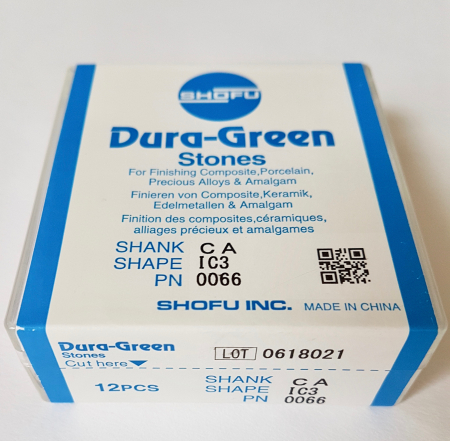 SHOFU
Dura-Green
Stones
For Finishing Composite,Porcelain,
Precious Alloys & Amalgam
Finieren von Composite,Keramik,
Edelmetallen & Amalgam
Finition des composites,céramiques,
alliages précieux et amalgames
SHANK CA
SHAPE IC3
PN 0066
SHOFU INC. MADE IN CHINA
Dura-Green
Stones
Cut here▼
LOT 0618021
12PCS
SHANK CA
SHAPE IC3
PN 0066